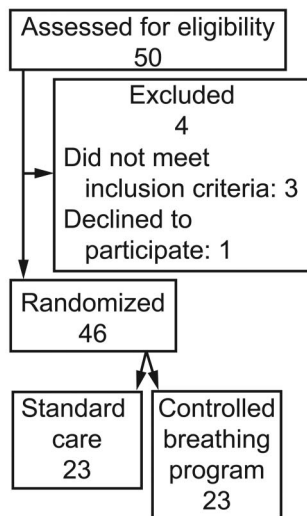 Assessed for eligibility
50
Excluded
4
Did not meet
inclusion criteria: 3
Declined to
participate: 1
Randomized
46
Standard
care
23
Controlled
breathing
program
23